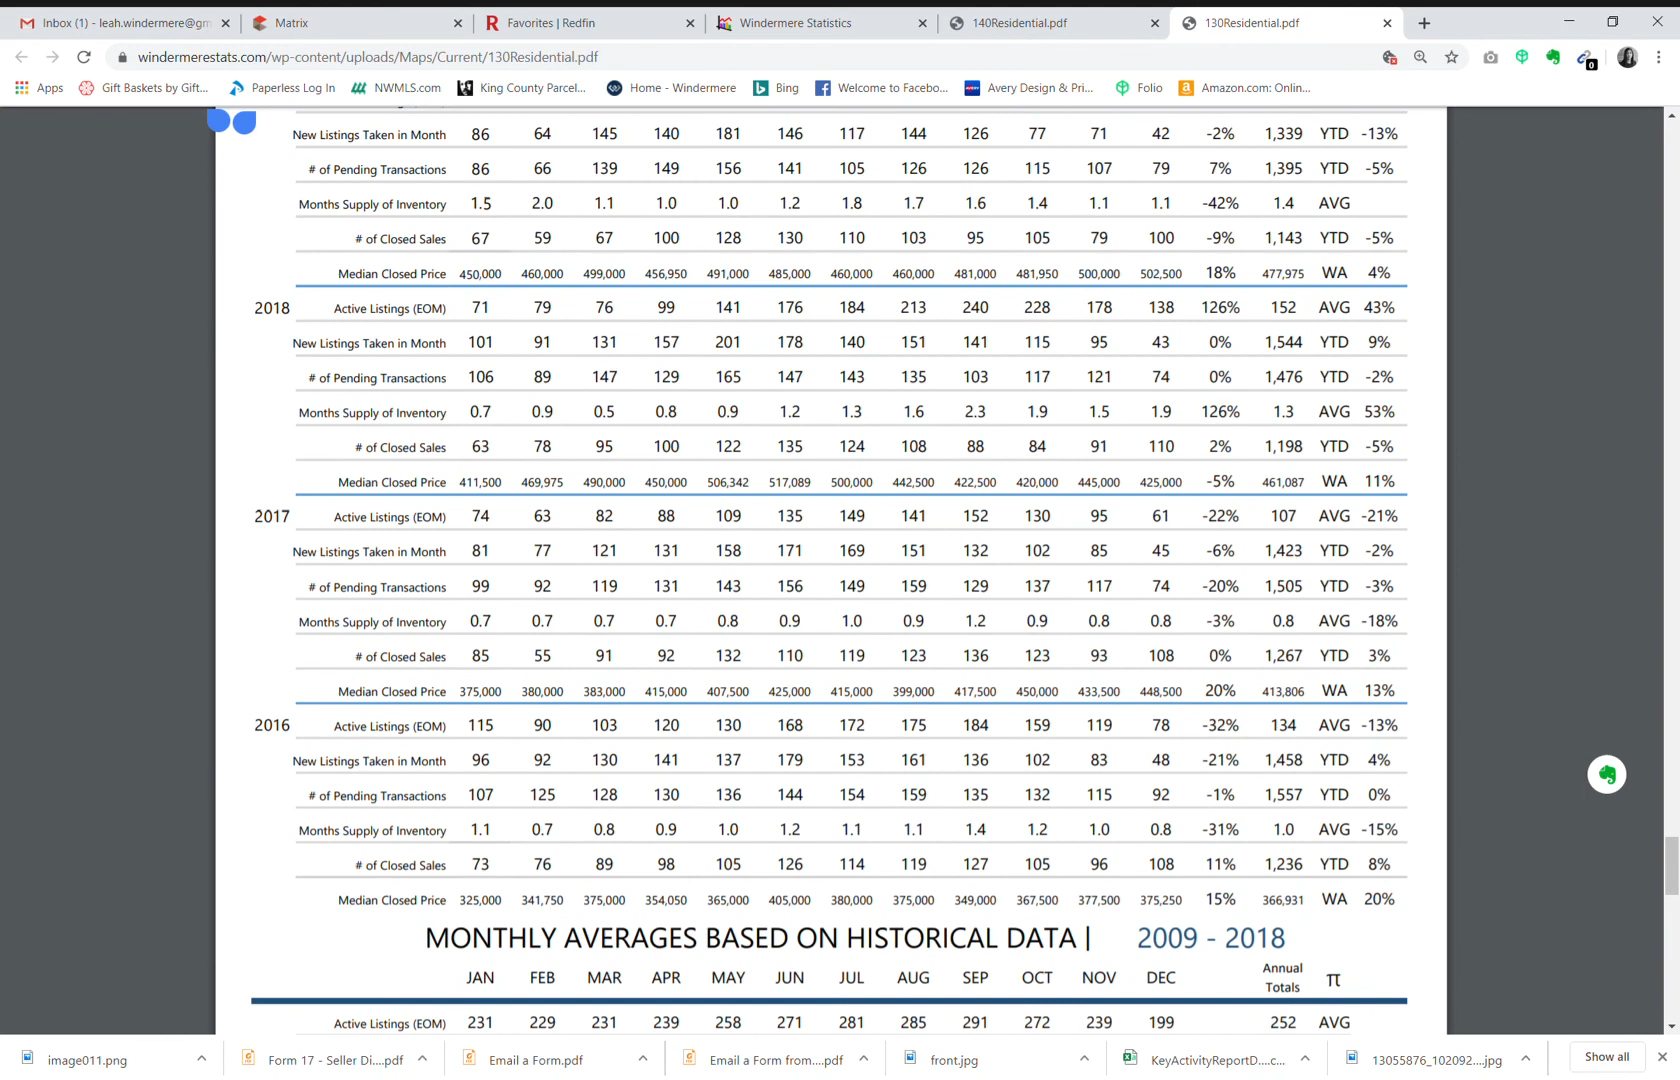 Inbox (1) - leah.windermere@gm
Matrix
Favorites | Redfin
Windermere Statistics
140Residential.pdf
130Residential.pdf
windermerestats.com/wp-content/uploads/Maps/Current/130Residential.pdf
0
Apps
Gift Baskets by Gift...
Paperless Log In
NWMLS.com
King County Parcel...
Home - Windermere
Bing
Welcome to Facebo...
Avery Design & Pri...
Folio
Amazon.com: Onlin...
New Listings Taken in Month 86 64 145 140 181 146 117 144 126 77 71 42 -2% 1,339 YTD -13%
# of Pending Transactions 86 66 139 149 156 141 105 126 126 115 107 79 7% 1,395 YTD -5%
Months Supply of Inventory 1.5 2.0 1.1 1.0 1.0 1.2 1.8 1.7 1.6 1.4 1.1 1.1 -42% 1.4 AVG
# of Closed Sales 67 59 67 100 128 130 110 103 95 105 79 100 -9% 1,143 YTD -5%
Median Closed Price 450,000 460,000 499,000 456,950 491,000 485,000 460,000 460,000 481,000 481,950 500,000 502,500 18% 477,975 WA 4%
2018 Active Listings (EOM) 71 79 76 99 141 176 184 213 240 228 178 138 126% 152 AVG 43%
New Listings Taken in Month 101 91 131 157 201 178 140 151 141 115 95 43 0% 1,544 YTD 9%
# of Pending Transactions 106 89 147 129 165 147 143 135 103 117 121 74 0% 1,476 YTD -2%
Months Supply of Inventory 0.7 0.9 0.5 0.8 0.9 1.2 1.3 1.6 2.3 1.9 1.5 1.9 126% 1.3 AVG 53%
# of Closed Sales 63 78 95 100 122 135 124 108 88 84 91 110 2% 1,198 YTD -5%
Median Closed Price 411,500 469,975 490,000 450,000 506,342 517,089 500,000 442,500 422,500 420,000 445,000 425,000 -5% 461,087 WA 11%
2017 Active Listings (EOM) 74 63 82 88 109 135 149 141 152 130 95 61 -22% 107 AVG -21%
New Listings Taken in Month 81 77 121 131 158 171 169 151 132 102 85 45 -6% 1,423 YTD -2%
# of Pending Transactions 99 92 119 131 143 156 149 159 129 137 117 74 -20% 1,505 YTD -3%
Months Supply of Inventory 0.7 0.7 0.7 0.7 0.8 0.9 1.0 0.9 1.2 0.9 0.8 0.8 -3% 0.8 AVG -18%
# of Closed Sales 85 55 91 92 132 110 119 123 136 123 93 108 0% 1,267 YTD 3%
Median Closed Price 375,000 380,000 383,000 415,000 407,500 425,000 415,000 399,000 417,500 450,000 433,500 448,500 20% 413,806 WA 13%
2016 Active Listings (EOM) 115 90 103 120 130 168 172 175 184 159 119 78 -32% 134 AVG -13%
New Listings Taken in Month 96 92 130 141 137 179 153 161 136 102 83 48 -21% 1,458 YTD 4%
# of Pending Transactions 107 125 128 130 136 144 154 159 135 132 115 92 -1% 1,557 YTD 0%
Months Supply of Inventory 1.1 0.7 0.8 0.9 1.0 1.2 1.1 1.1 1.4 1.2 1.0 0.8 -31% 1.0 AVG -15%
# of Closed Sales 73 76 89 98 105 126 114 119 127 105 96 108 11% 1,236 YTD 8%
Median Closed Price 325,000 341,750 375,000 354,050 365,000 405,000 380,000 375,000 349,000 367,500 377,500 375,250 15% 366,931 WA 20%
MONTHLY AVERAGES BASED ON HISTORICAL DATA | 2009 - 2018
JAN FEB MAR APR MAY JUN JUL AUG SEP OCT NOV DEC Annual Totals π
Active Listings (EOM) 231 229 231 239 258 271 281 285 291 272 239 199 252 AVG
image011.png
Form 17 - Seller Di....pdf
Email a Form.pdf
Email a Form from....pdf
front.jpg
KeyActivityReportD....c...
13055876_102092....jpg
Show all